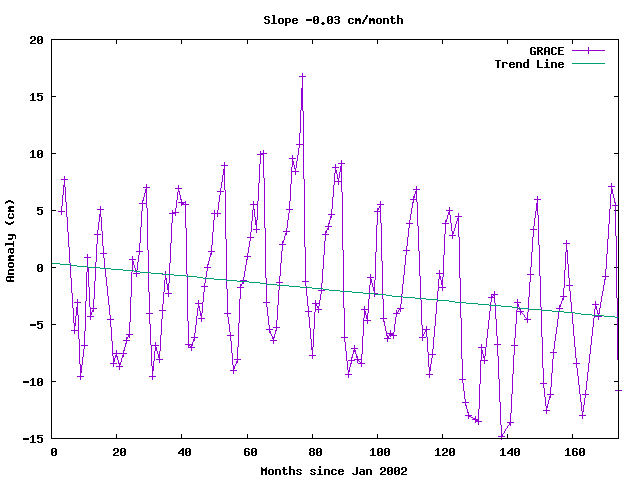 Slope -0.03 cm/month
20
15
10
5
0
-5
-10
-15
Anomaly (cm)
GRACE
Trend Line
0 20 40 60 80 100 120 140 160
Months since Jan 2002